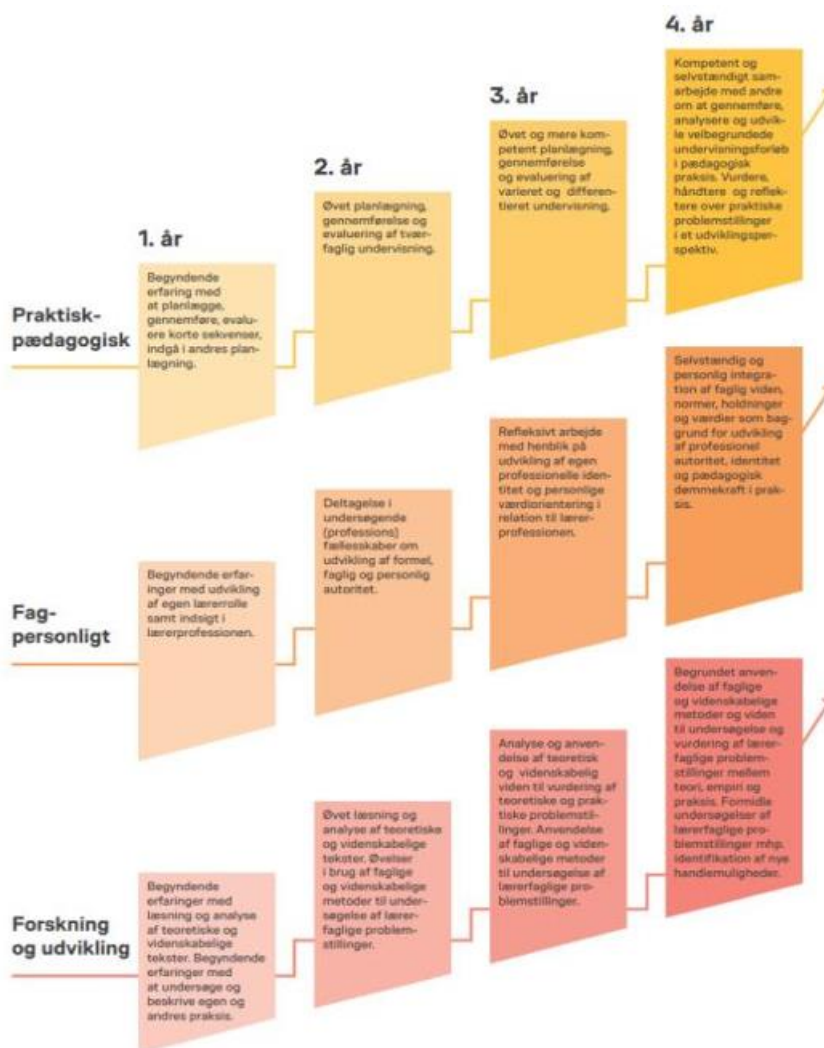 1. år
2. år
3. år
4. år
Praktisk-
pædagogisk
Begyndende
erfaring med
at planlægge,
gennemføre, evalu-
ere korte sekvenser,
indgå i andres plan-
lægning.
Øvet planlægning,
gennemførelse og
evaluering af tvær-
faglig undervisning.
Øvet og mere kom-
petent planlægning,
gennemførelse
og evaluering af
varieret og differen-
tieret undervisning.
Kompetent og
selvstændigt sam-
arbejde med andre
om at gennemføre,
analysere og udvik-
le velbegrundede
undervisningsforløb
i pædagogisk
praksis. Vurdere,
håndtere og reflek-
tere over praktiske
problemstillinger
i et udviklingsper-
spektiv.
Fag-
personligt
Begyndende erfar-
inger med udvikling
af egen lærerrolle
samt indsigt i
lærerprofessionen.
Deltagelse i
undersøgende
(professions)
fællesskaber om
udvikling af formel,
faglig og personlig
autoritet.
Refleksivt arbejde
med henblik på
udvikling af egen
professionelle iden-
titet og personlige
værdiorientering i
relation til lærer-
professionen.
Selvstændig og
personlig integra-
tion af faglig viden,
normer, holdninger
og værdier som bag-
grund for udvikling
af professionel
autoritet, identitet
og pædagogisk
dømmekraft i prak-
sis.
Forskning
og udvikling
Begyndende
erfaringer med
læsning og analyse
af teoretiske og
videnskabelige
tekster. Begyndende
erfaringer med
at undersøge og
beskrive egen og
andres praksis.
Øvet læsning og
analyse af teoretiske
og videnskabelige
tekster. Øvelser
i brug af faglige
og videnskabelige
metoder til under-
søgelse af lærer-
faglige problem-
stillinger.
Analyse og anven-
delse af teoretisk
og videnskabelig
viden til vurdering af
teoretiske og prak-
tiske problemstil-
linger. Anvendelse
af faglige og viden-
skabelige metoder
til undersøgelse af
lærerfaglige pro-
blemstillinger.
Begrundet anven-
delse af faglige
og videnskabelige
metoder og viden
til undersøgelse og
vurdering af lærer-
faglige problem-
stillinger mellem
teori, empiri og
praksis. Formidle
undersøgelser af
lærerfaglige pro-
blemstillinger mhp.
identifikation af nye
handlemuligheder.